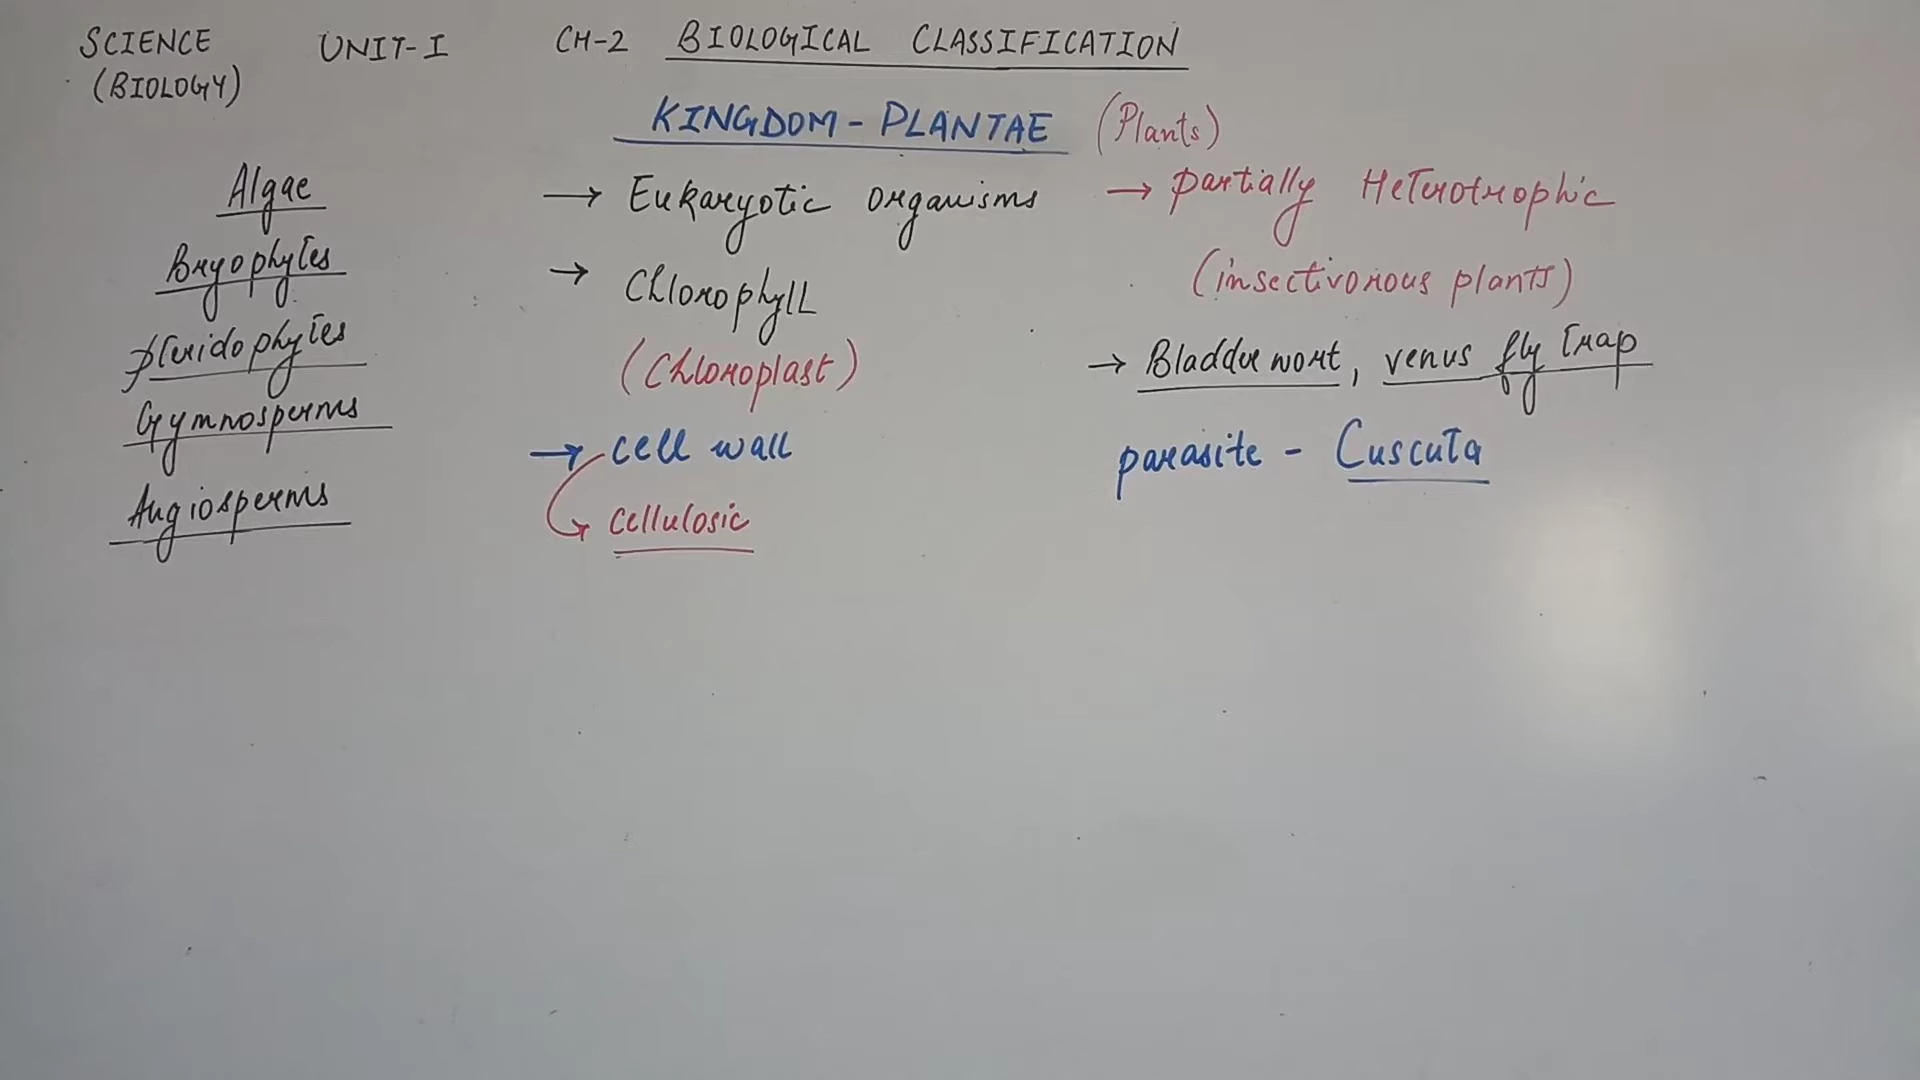 SCIENCE UNIT-I CH-2 BIOLOGICAL CLASSIFICATION
(BIOLOGY)
KINGDOM - PLANTAE (Plants)
Algae
Bryophytes
Pteridophytes
Gymnosperms
Angiosperms
→ Eukaryotic organisms
→ Chlorophyll
(Chloroplast)
→ cell wall
cellulosic
→ partially Heterotrophic
(insectivorous plants)
→ Bladderwort, venus fly trap
parasite - Cuscuta